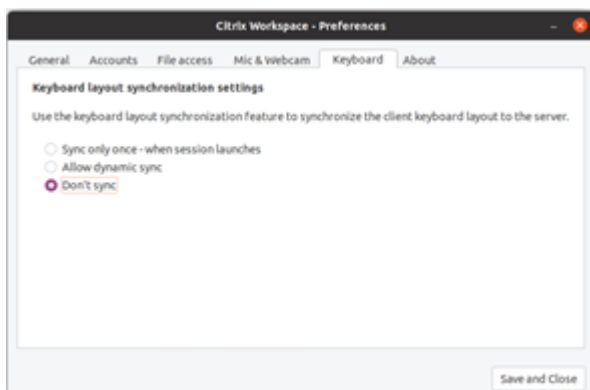 Citrix Workspace - Preferences
General Accounts File access Mic & Webcam Keyboard About
Keyboard layout synchronization settings
Use the keyboard layout synchronization feature to synchronize the client keyboard layout to the server.
Sync only once - when session launches
Allow dynamic sync
Don't sync
Save and Close